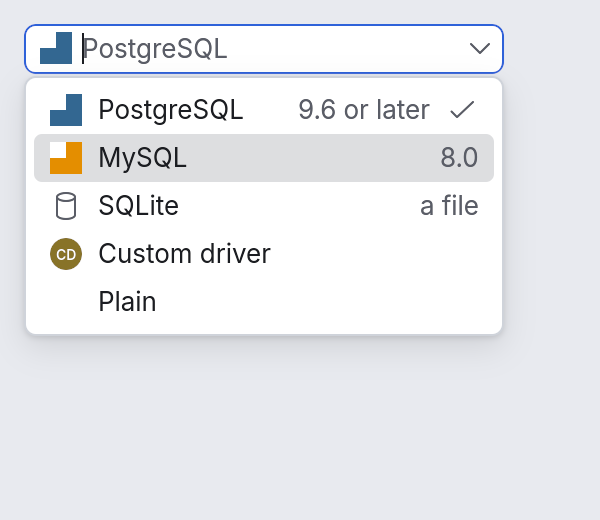 PostgreSQL
PostgreSQL 9.6 or later
MySQL 8.0
SQLite a file
CD Custom driver
Plain